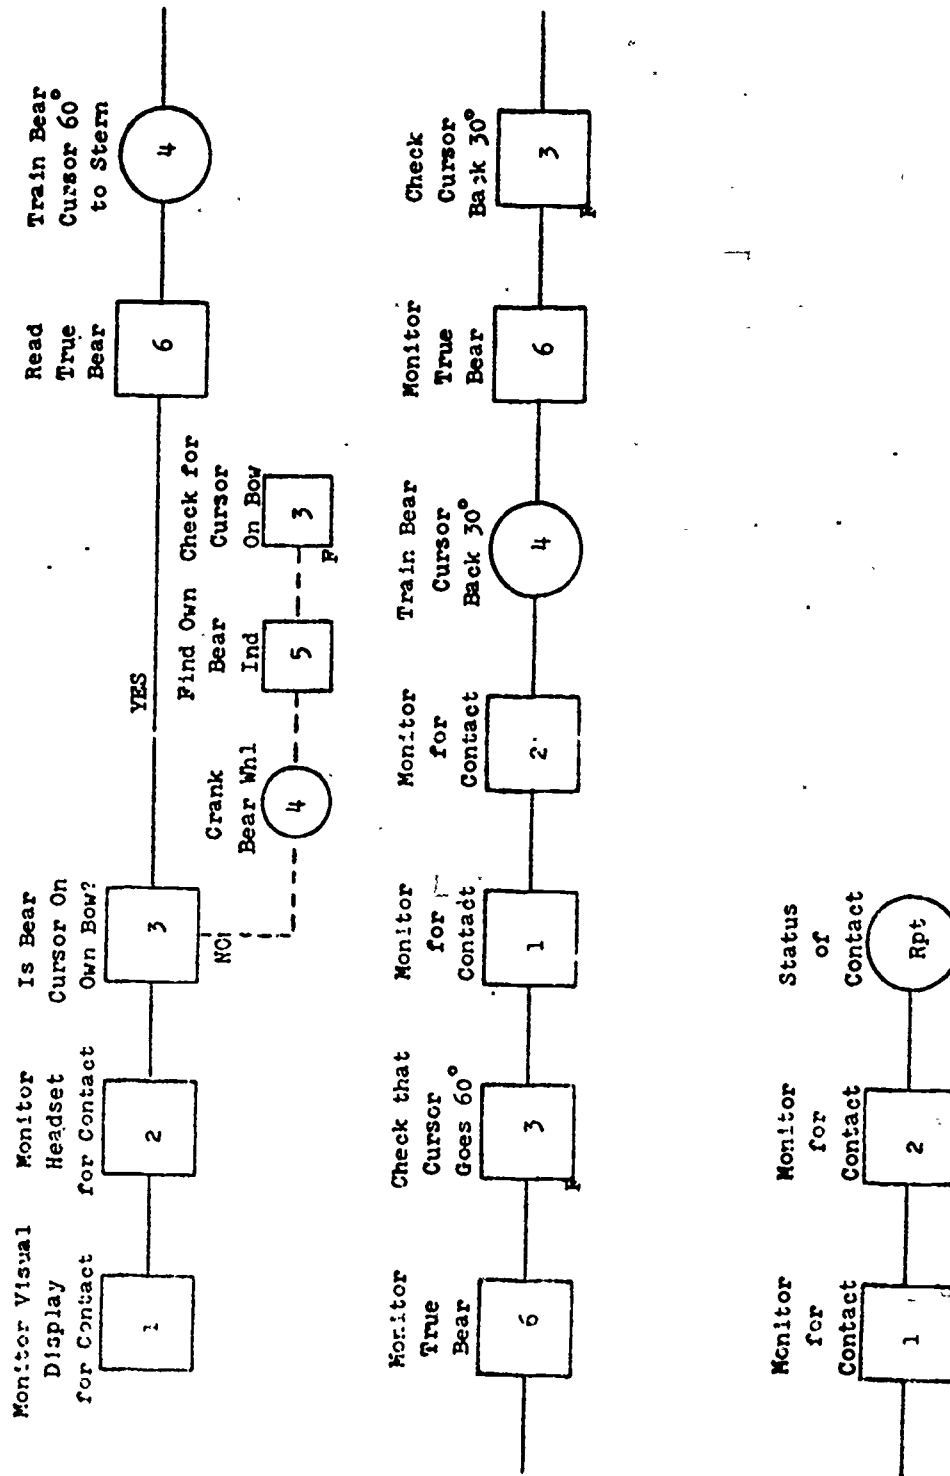 Monitor Visual
Display
for Contact
1
Monitor
Headset
for Contact
2
Is Bear
Cursor On
Own Bow?
3
YES
NO
Crank
Bear Whl
4
Find Own
Bear
Ind
5
Check for
Cursor
On Bow
3
F
Read
True
Bear
6
Train Bear
Cursor 60°
to Stern
4
Monitor
True
Bear
6
Check that
Cursor
Goes 60°
3
F
Monitor
for
Contact
1
Monitor
for
Contact
2
Train Bear
Cursor
Back 30°
4
Monitor
True
Bear
6
Check
Cursor
Back 30°
3
F
Monitor
for
Contact
1
Monitor
for
Contact
2
Status
of
Contact
Rpt